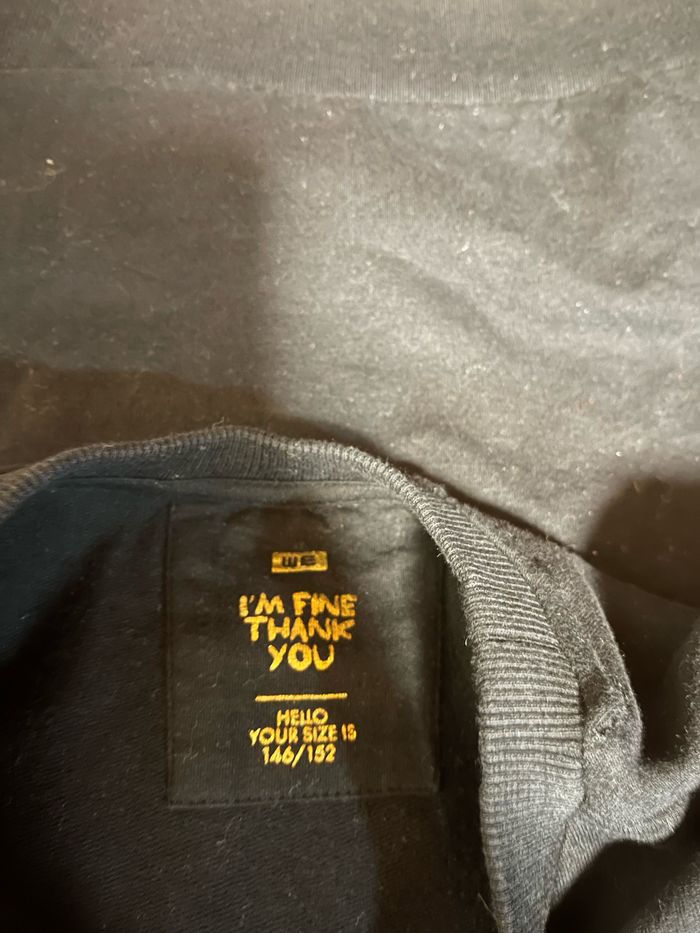 WE
I'M FINE
THANK
YOU
HELLO
YOUR SIZE IS
146/152